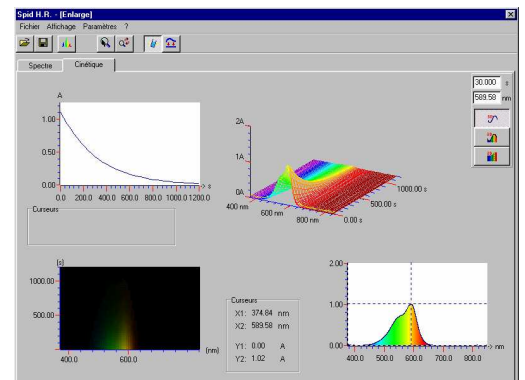 Spid H.R. - [Enlarge]
Fichier Affichage Paramètres ?
Spectre Cinétique
30.000 s
589.58 nm
A
1.00
0.50
0.00
0.0 200.0 400.0 600.0 800.0 1000.0 1200.0 s
Curseurs
2A
1A
0A
400 nm 600 nm 800 nm
0.00 s 500.00 s 1000.00 s
(s)
1000.00
500.00
400.0 600.0 (nm)
Curseurs
X1: 374.84 nm
X2: 589.58 nm
Y1: 0.00 A
Y2: 1.02 A
2.00
1.00
0.00
400.0 500.0 600.0 700.0 800.0 nm